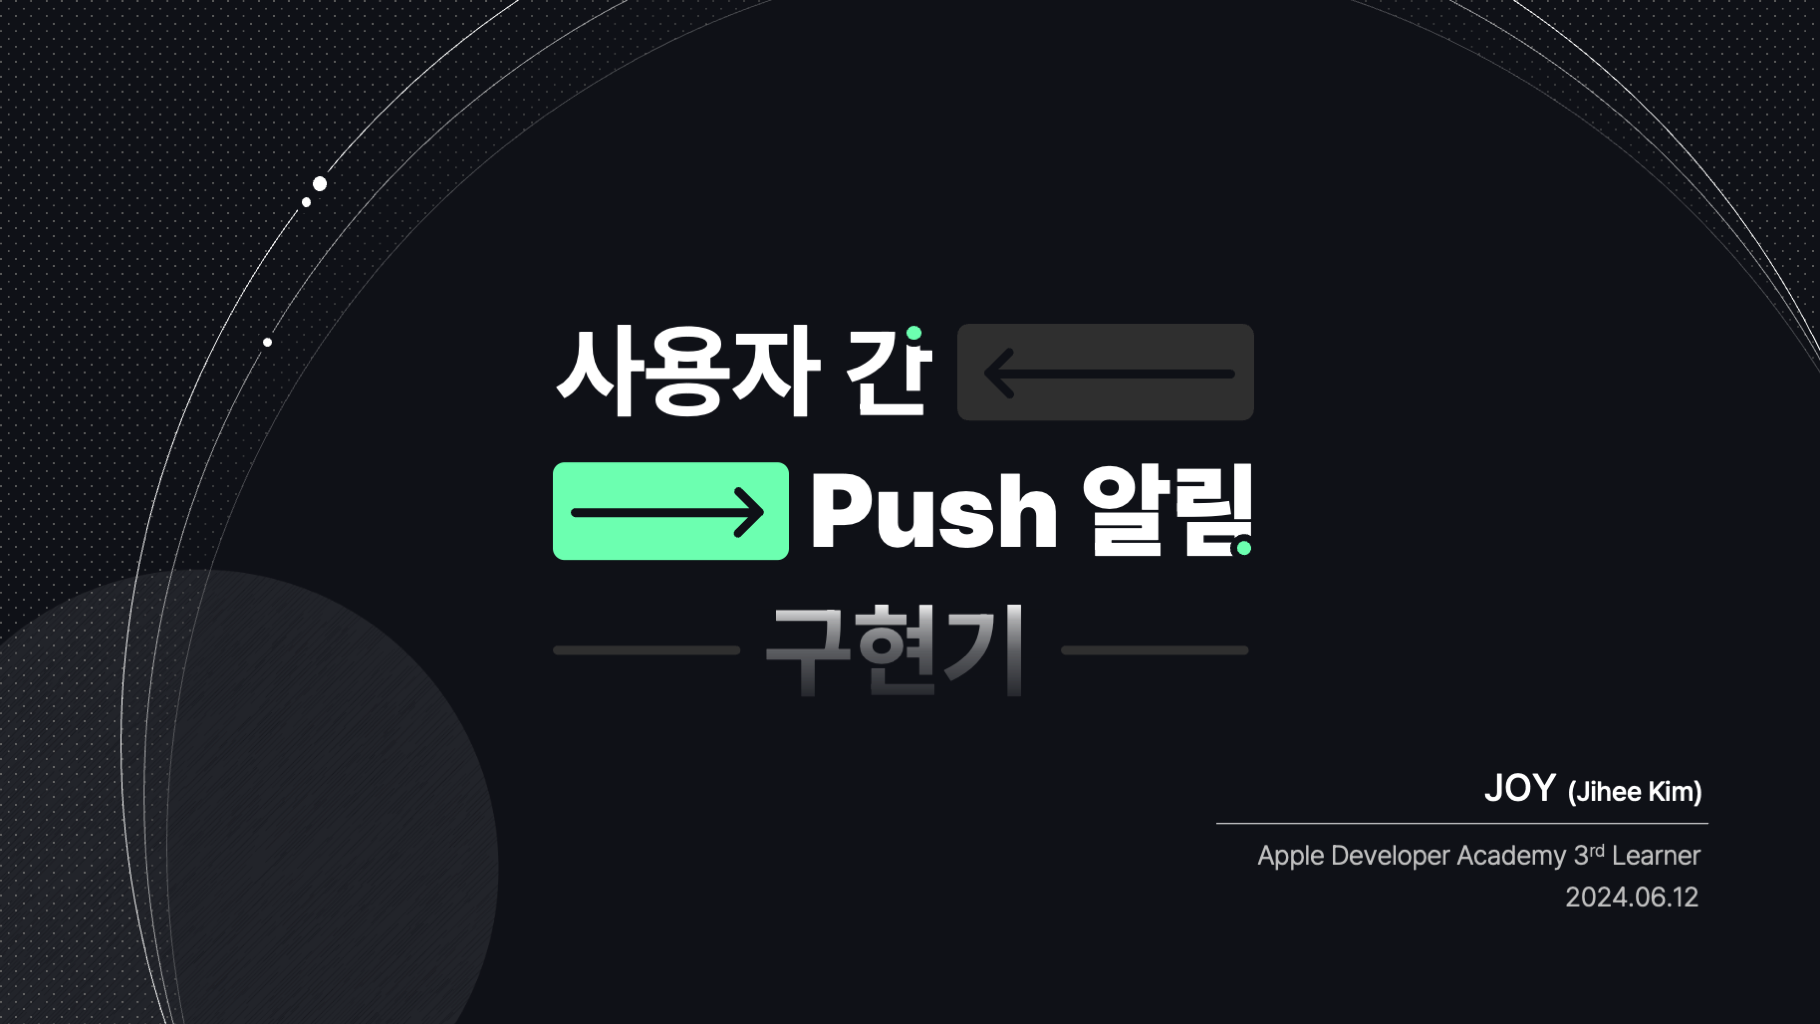 사용자 간
Push 알림
구현기
JOY (Jihee Kim)
Apple Developer Academy 3rd Learner
2024.06.12